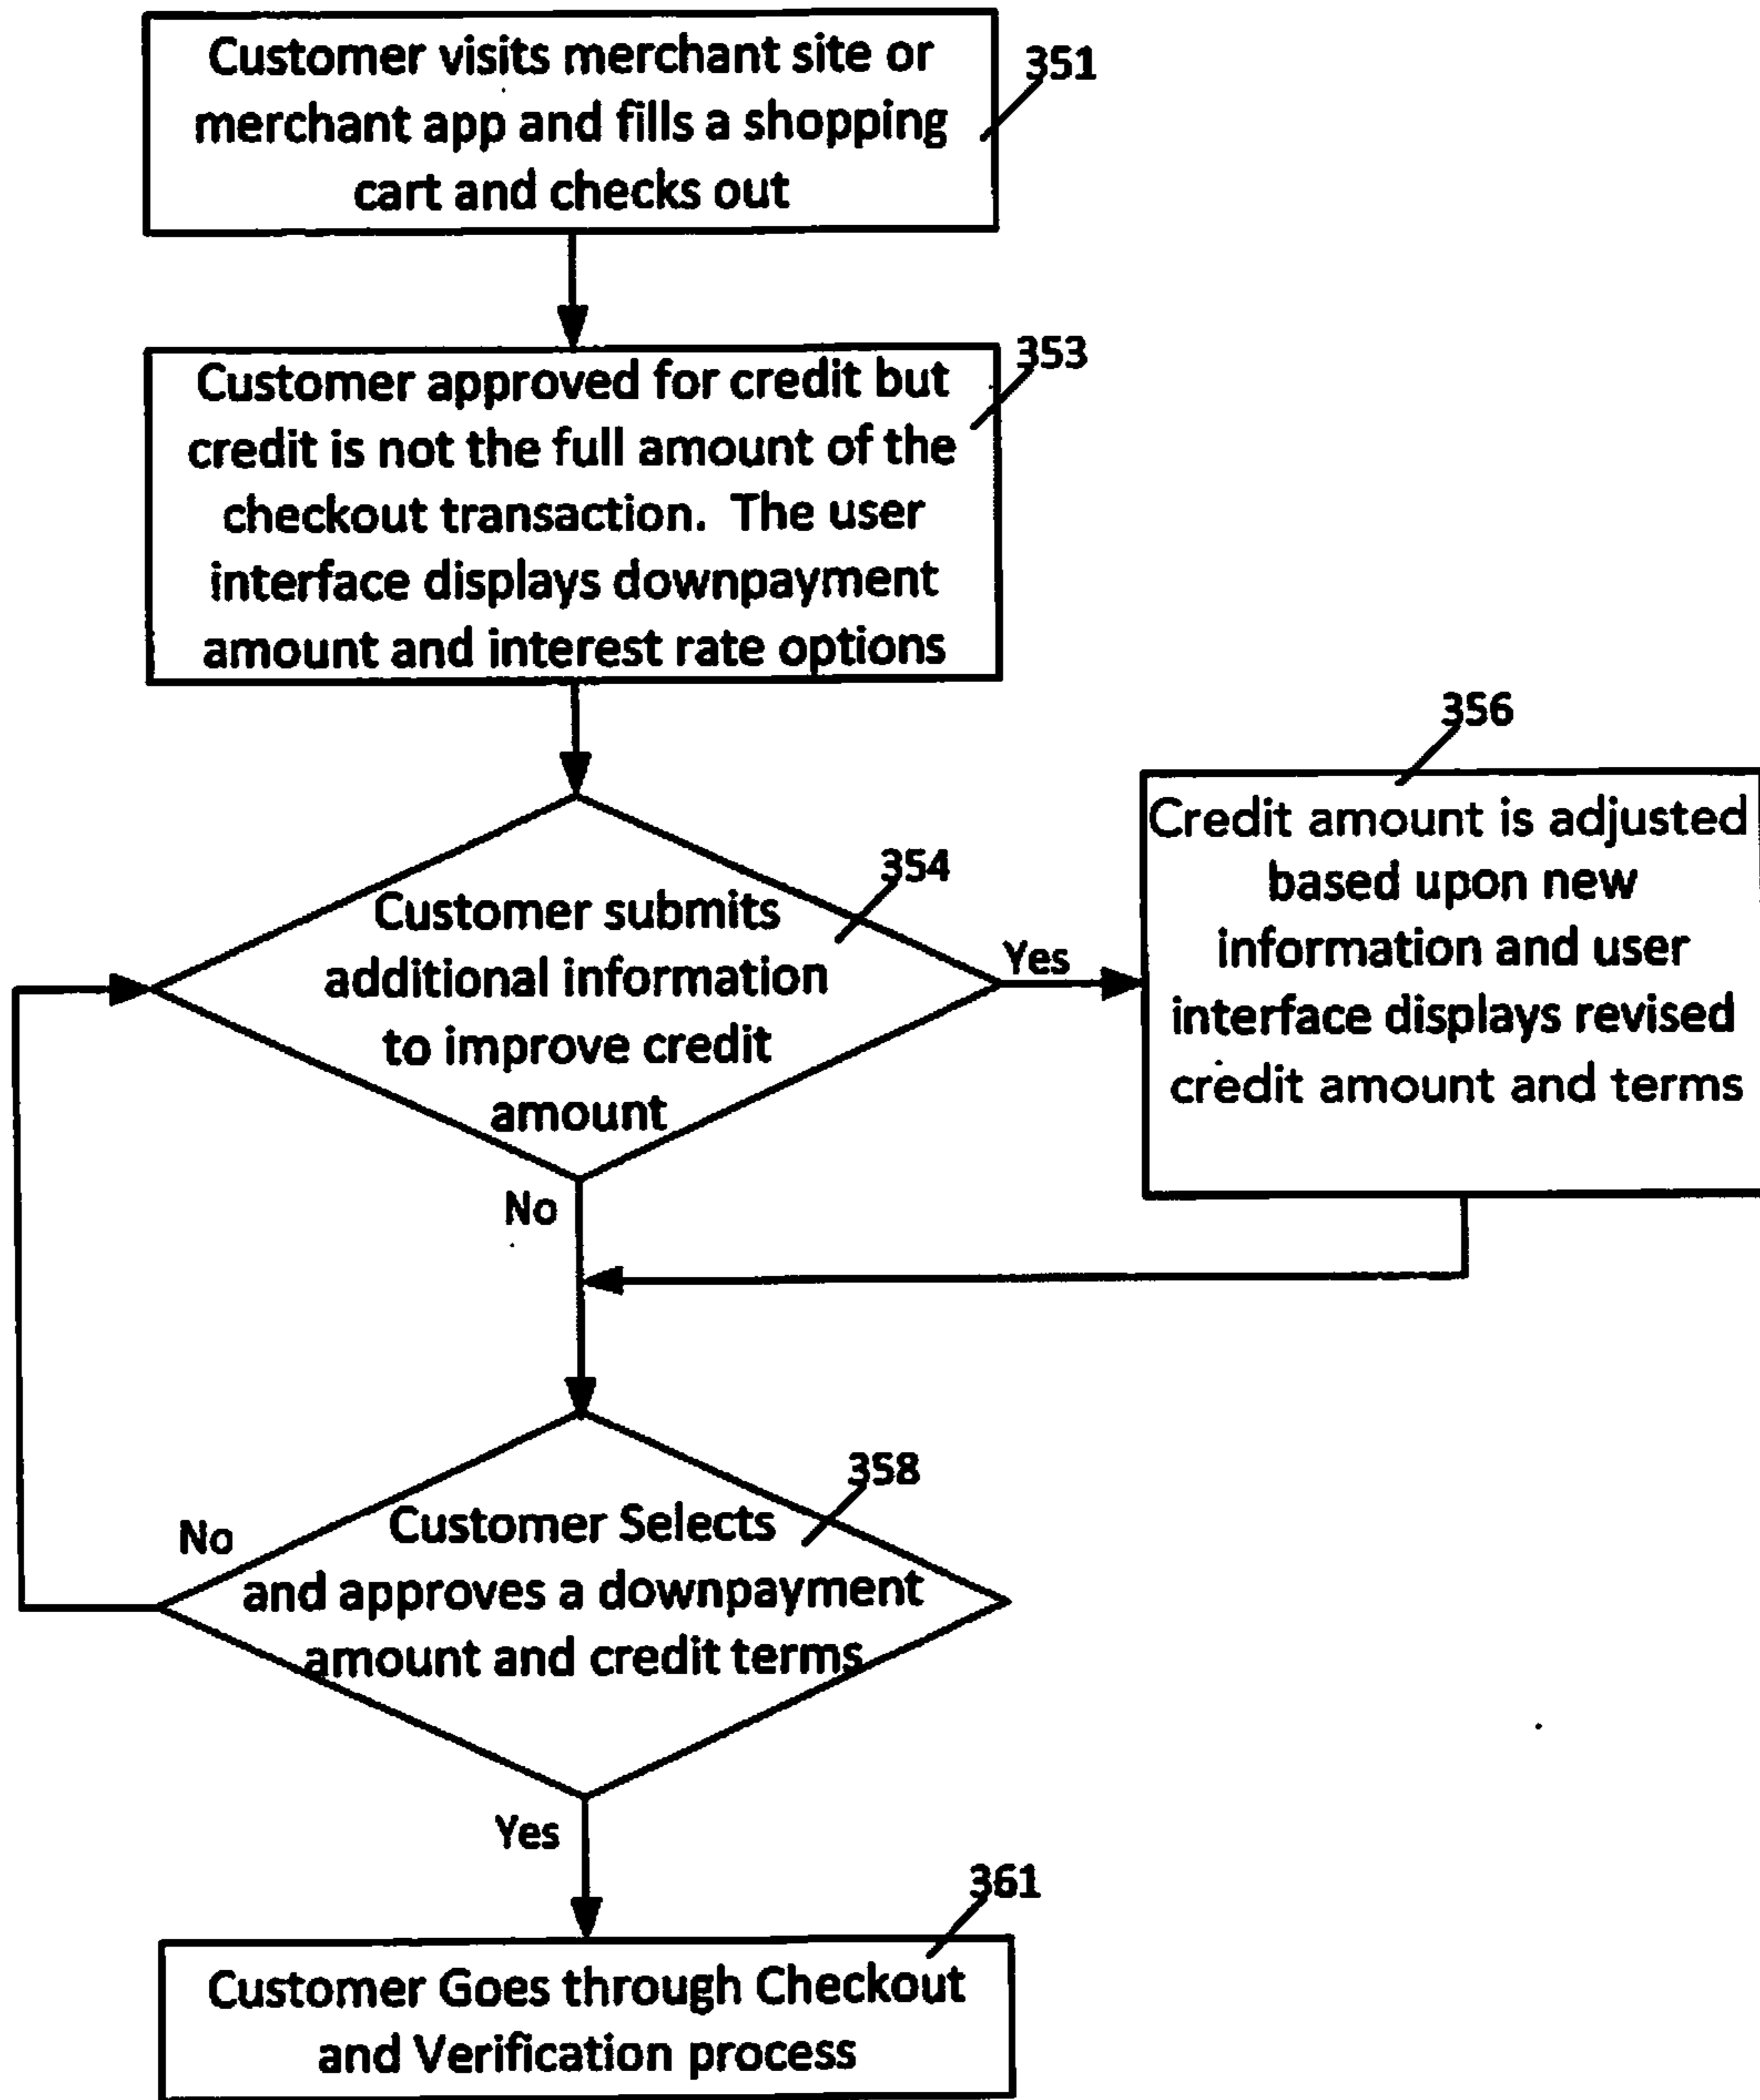 Customer visits merchant site or
merchant app and fills a shopping
cart and checks out
351
Customer approved for credit but
credit is not the full amount of the
checkout transaction. The user
interface displays downpayment
amount and interest rate options
353
Customer submits
additional information
to improve credit
amount
354
Yes
356
Credit amount is adjusted
based upon new
information and user
interface displays revised
credit amount and terms
No
358
Customer Selects
and approves a downpayment
amount and credit terms
No
Yes
361
Customer Goes through Checkout
and Verification process